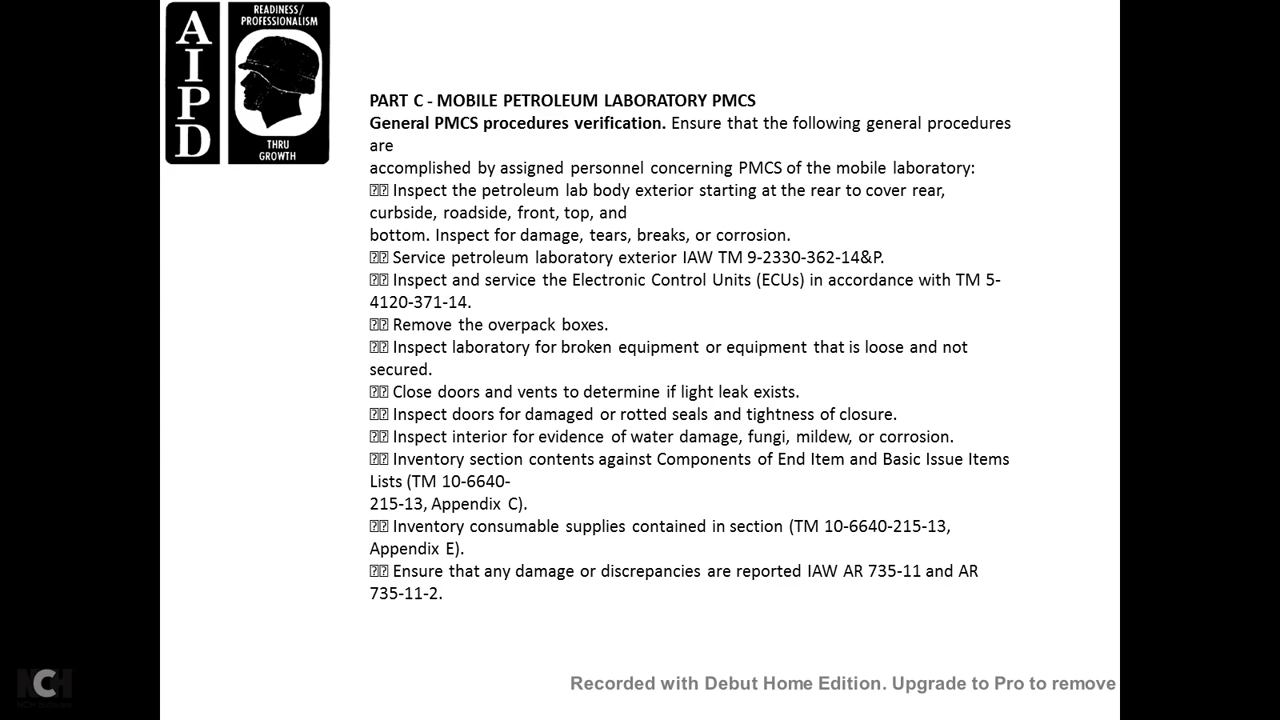 READINESS/
PROFESSIONALISM
AIPD
THRU
GROWTH
PART C - MOBILE PETROLEUM LABORATORY PMCS
General PMCS procedures verification. Ensure that the following general procedures
are
accomplished by assigned personnel concerning PMCS of the mobile laboratory:
⍰⍰ Inspect the petroleum lab body exterior starting at the rear to cover rear,
curbside, roadside, front, top, and
bottom. Inspect for damage, tears, breaks, or corrosion.
⍰⍰ Service petroleum laboratory exterior IAW TM 9-2330-362-14&P.
⍰⍰ Inspect and service the Electronic Control Units (ECUs) in accordance with TM 5-
4120-371-14.
⍰⍰ Remove the overpack boxes.
⍰⍰ Inspect laboratory for broken equipment or equipment that is loose and not
secured.
⍰⍰ Close doors and vents to determine if light leak exists.
⍰⍰ Inspect doors for damaged or rotted seals and tightness of closure.
⍰⍰ Inspect interior for evidence of water damage, fungi, mildew, or corrosion.
⍰⍰ Inventory section contents against Components of End Item and Basic Issue Items
Lists (TM 10-6640-
215-13, Appendix C).
⍰⍰ Inventory consumable supplies contained in section (TM 10-6640-215-13,
Appendix E).
⍰⍰ Ensure that any damage or discrepancies are reported IAW AR 735-11 and AR
735-11-2.
NCH
NCH Software
Recorded with Debut Home Edition. Upgrade to Pro to remove